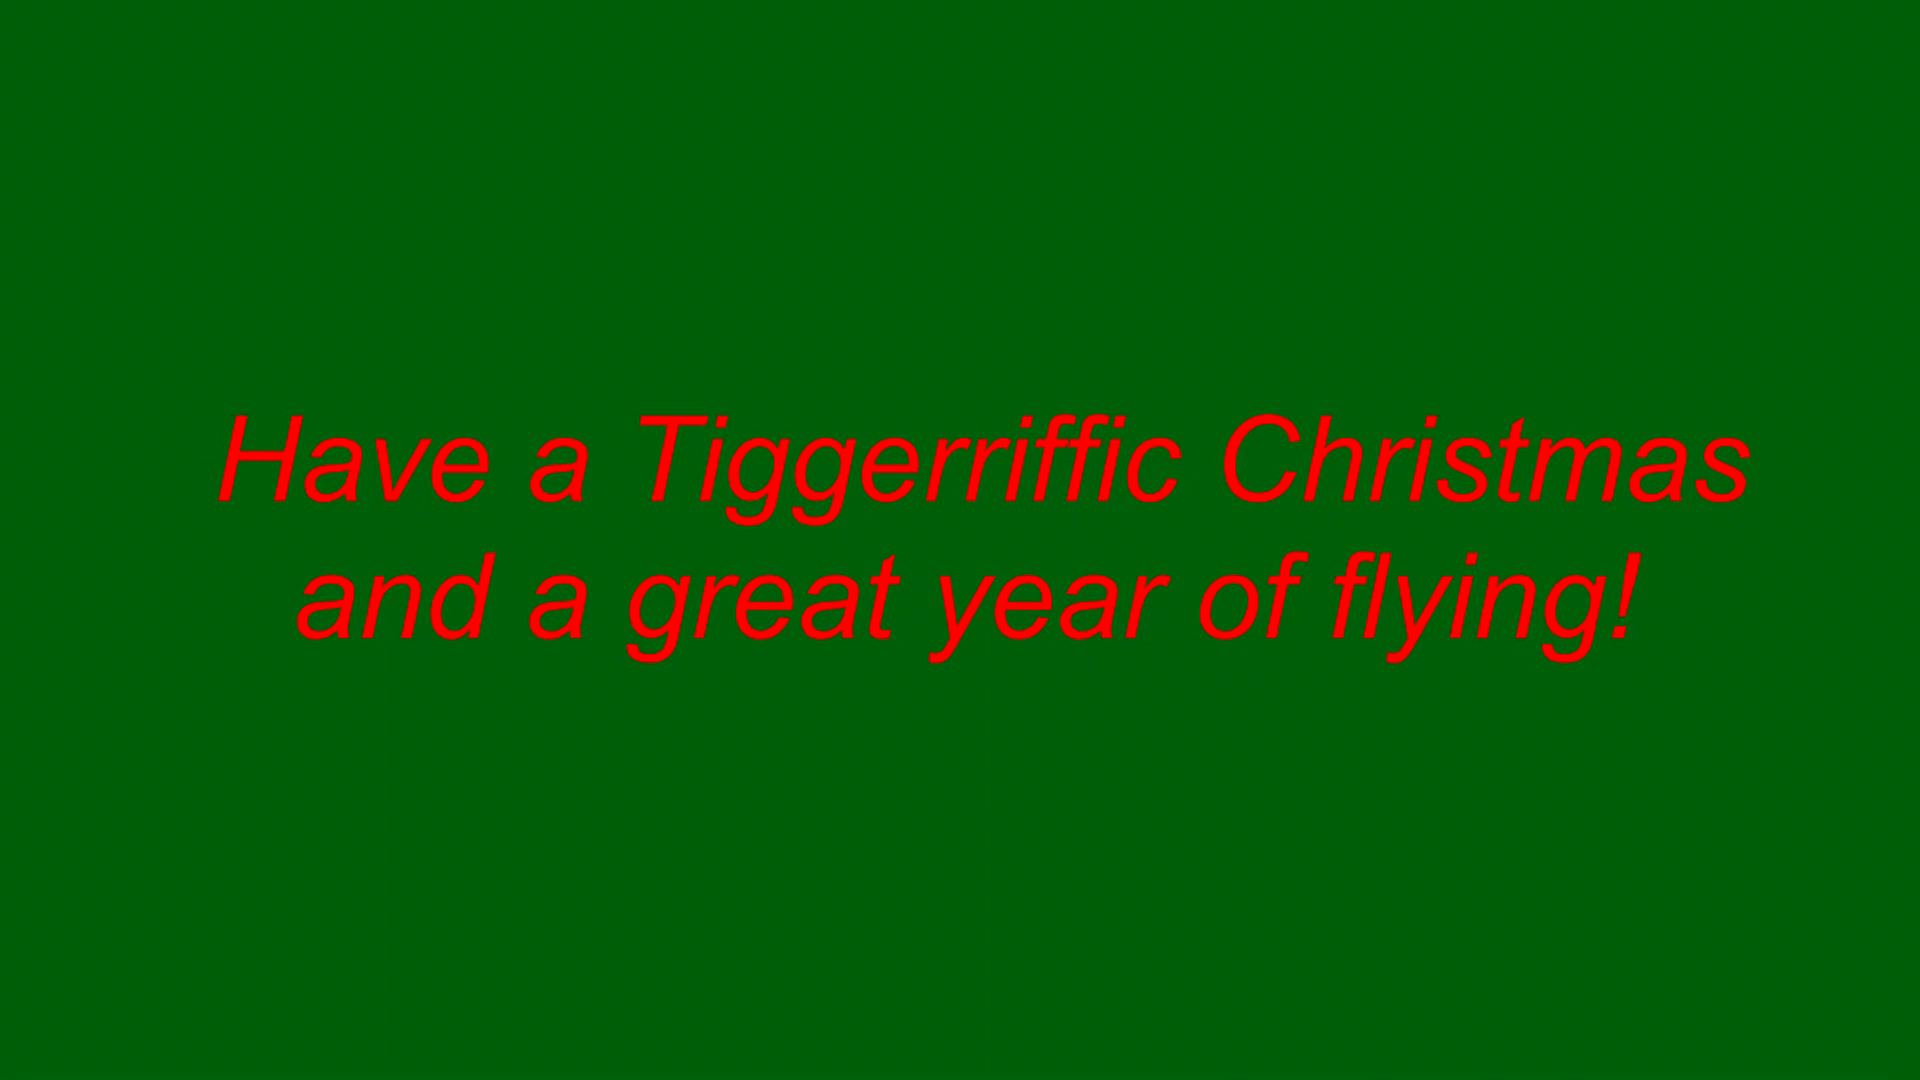 Have a Tiggerriffic Christmas
and a great year of flying!